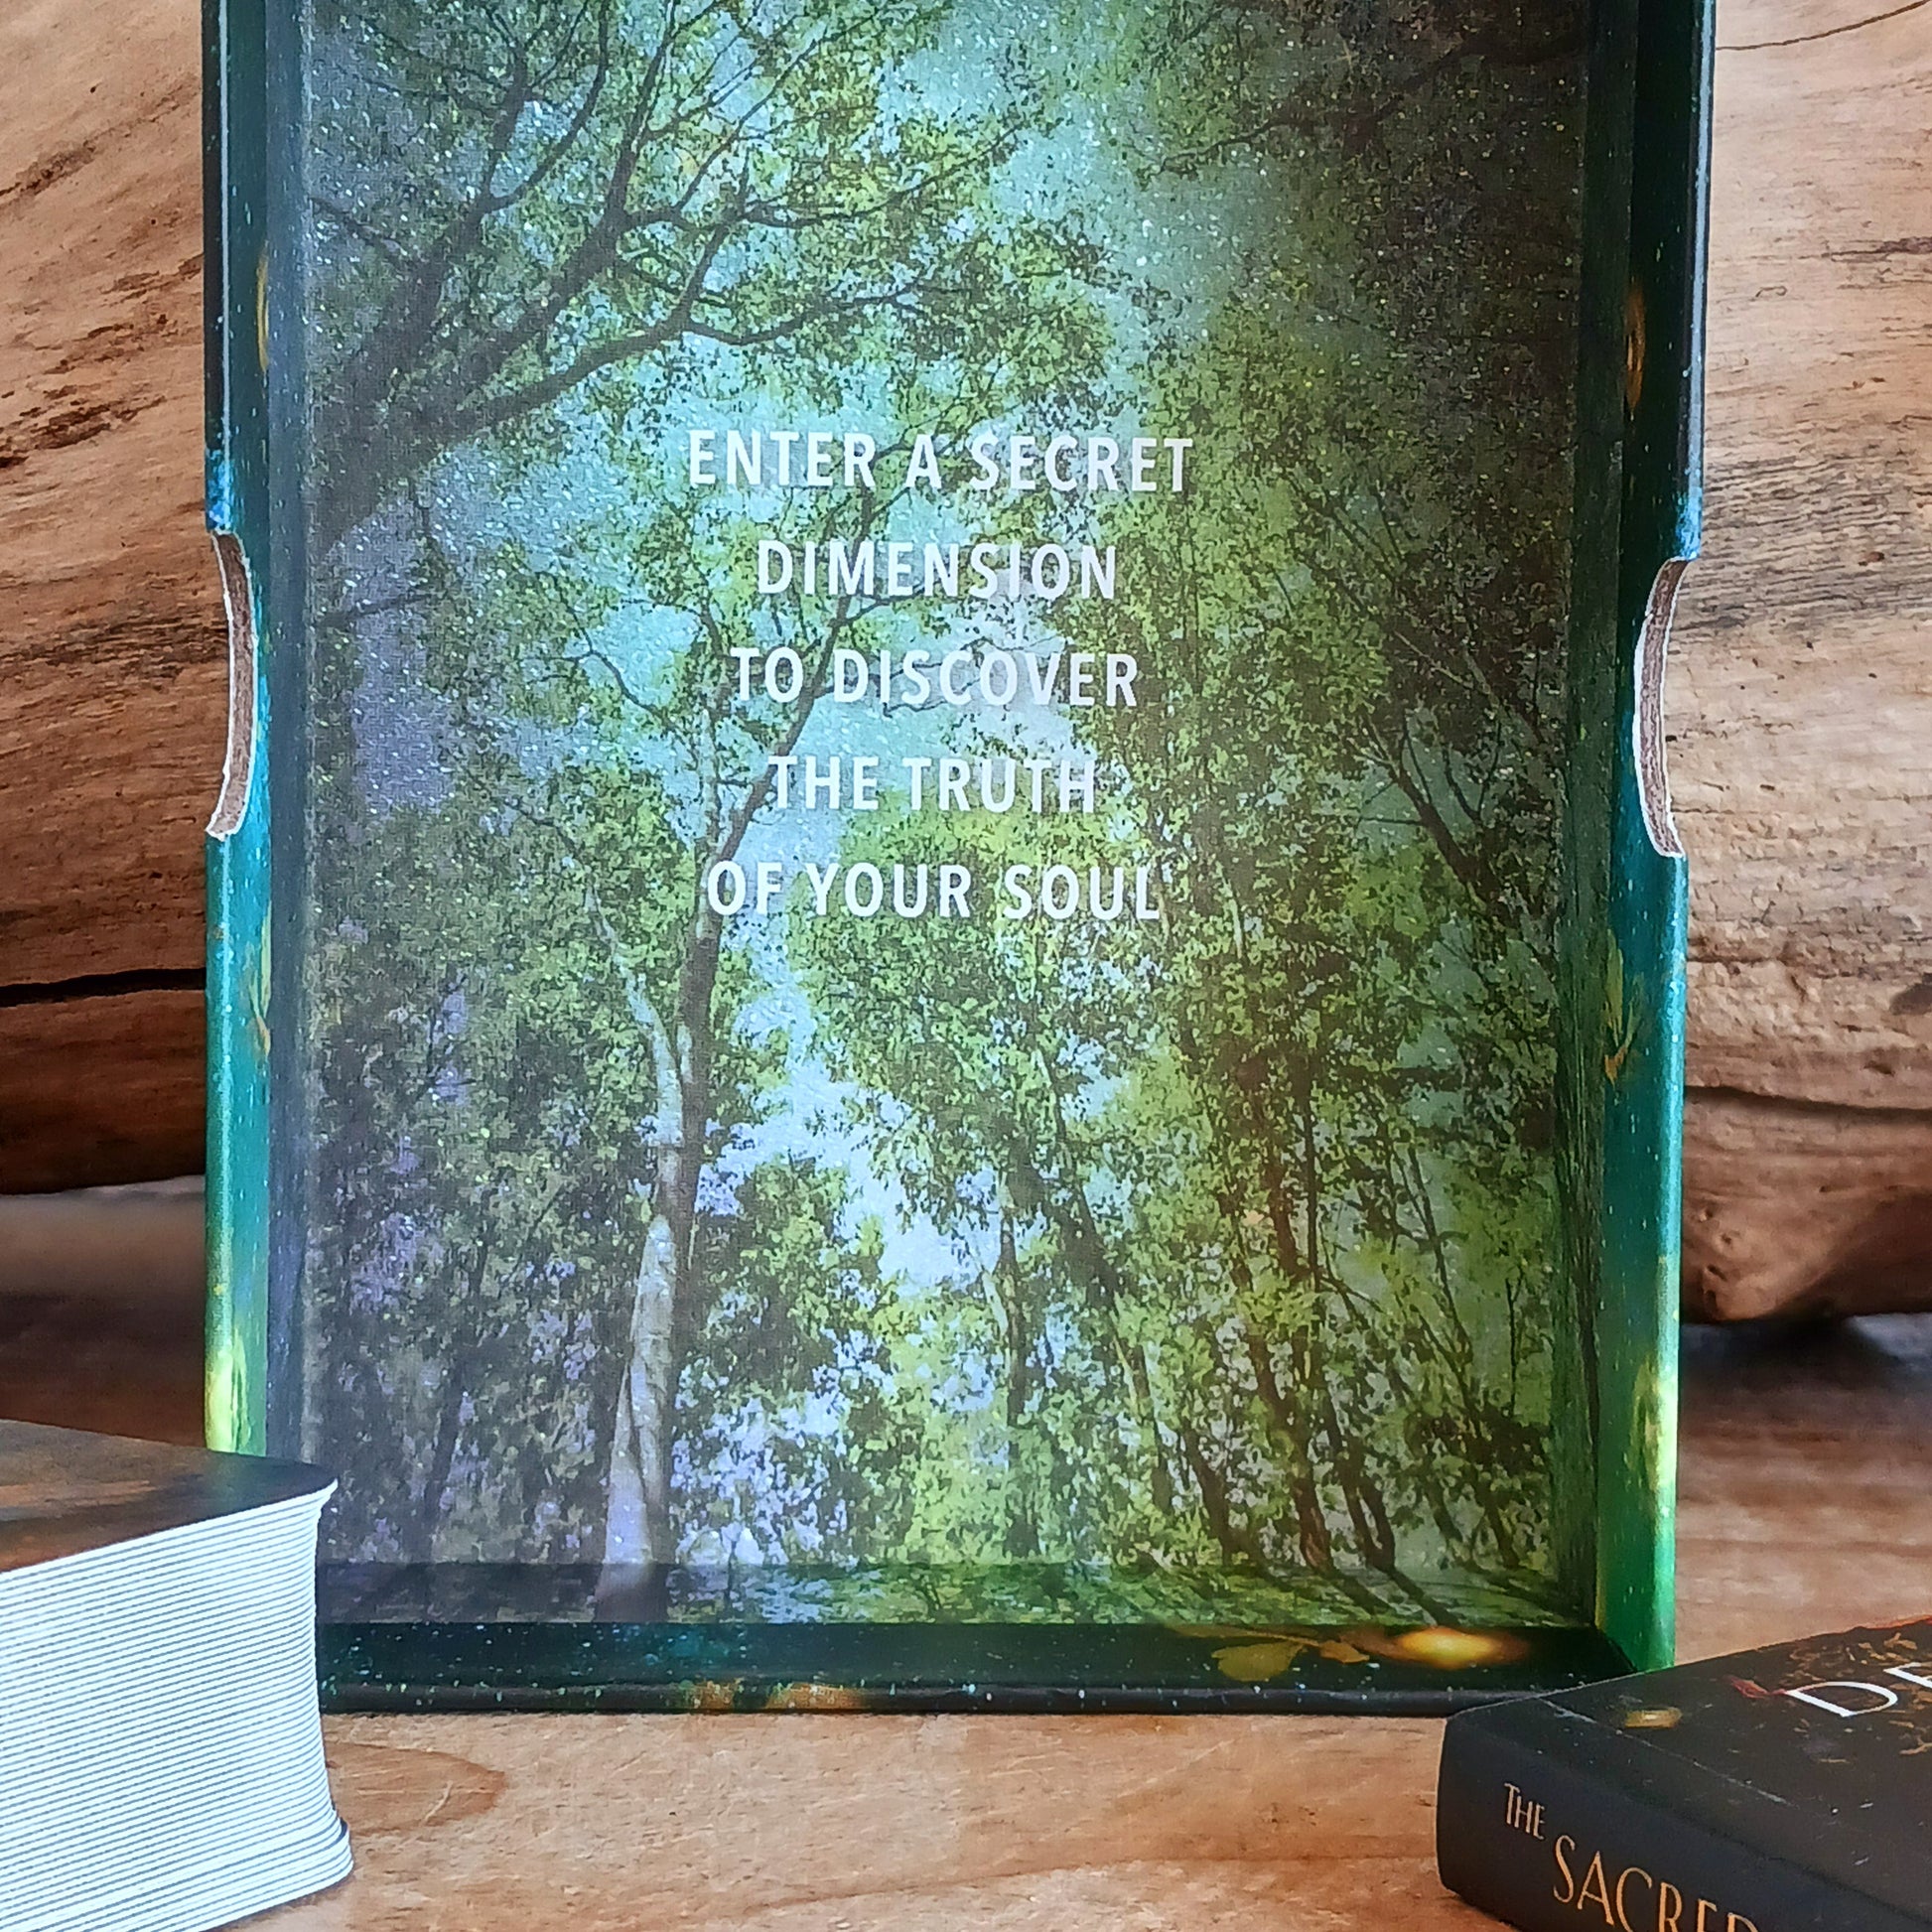 ENTER A SECRET
DIMENSION
TO DISCOVER
THE TRUTH
OF YOUR SOUL
THE
SACRED